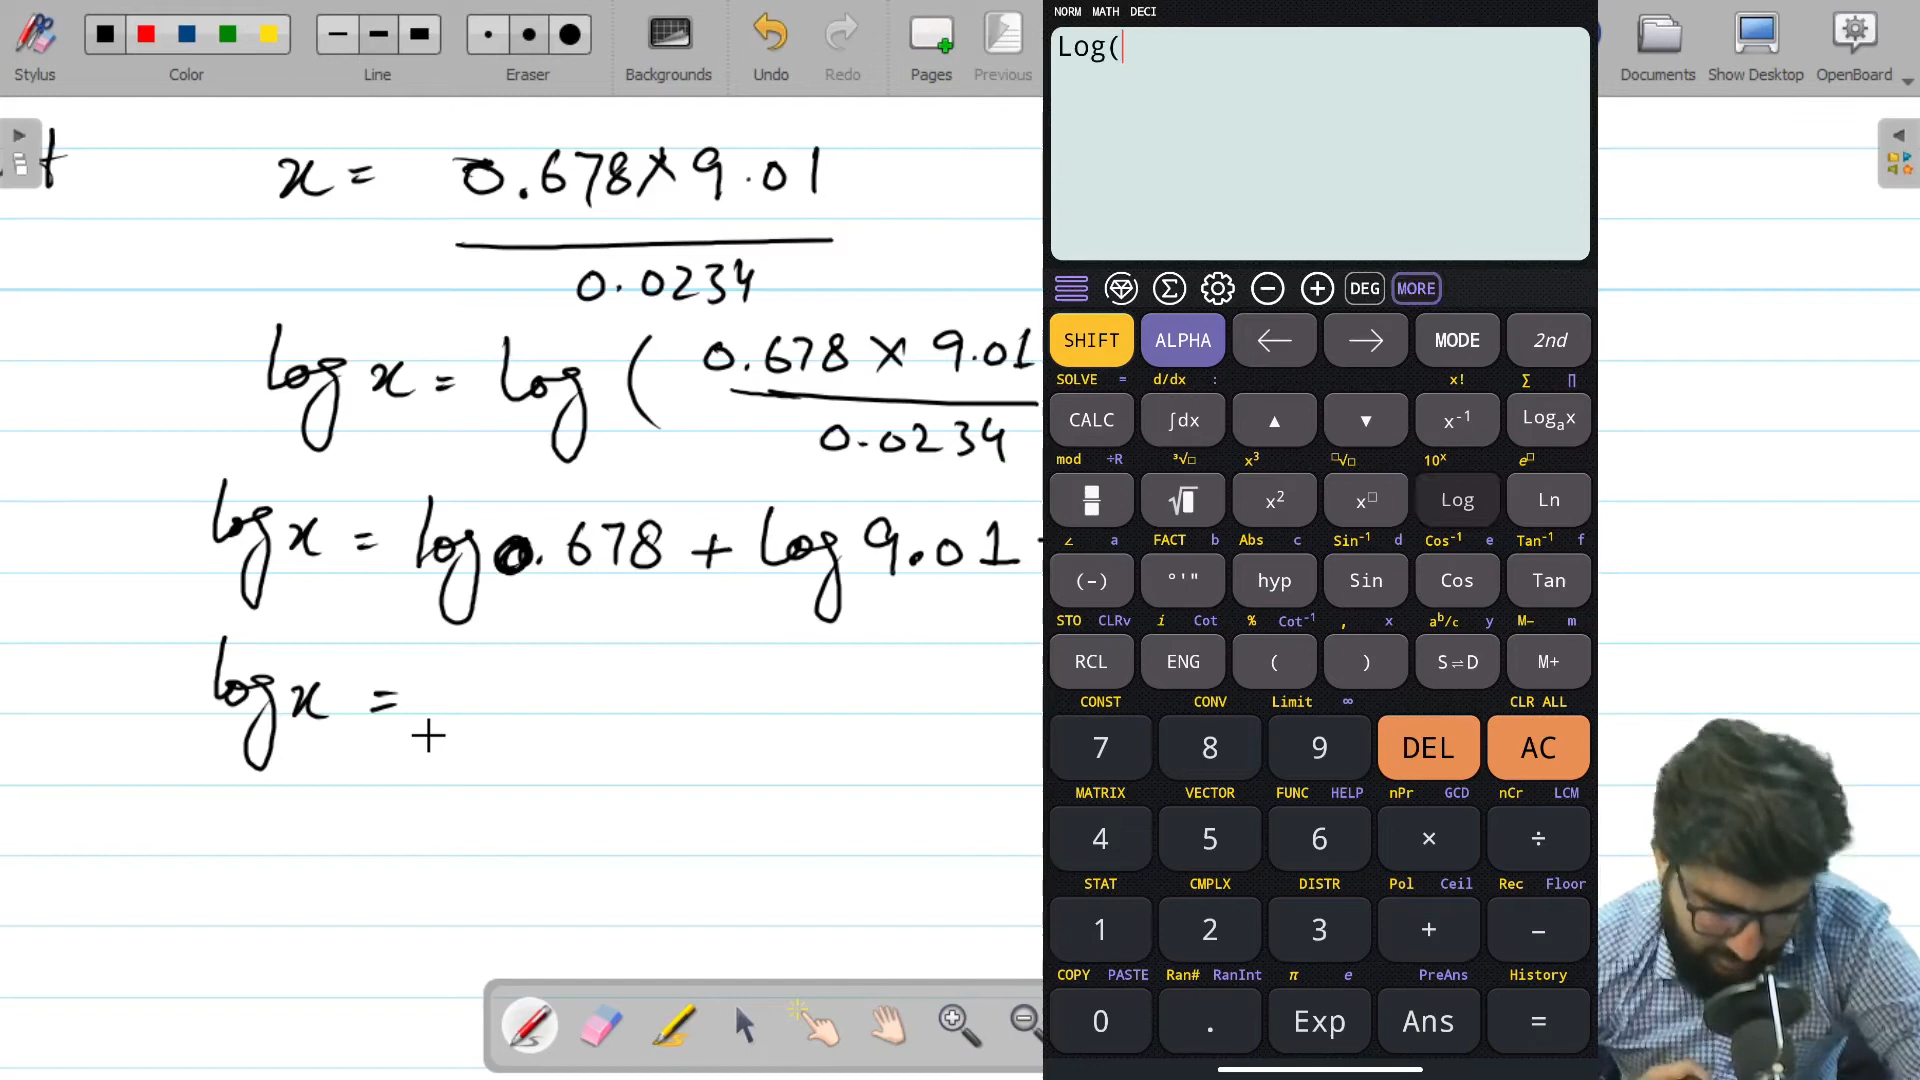 NORM MATH DECI
Log(
Stylus Color Line Eraser Backgrounds Undo Redo Pages Previous
Documents Show Desktop OpenBoard
x = 0.678 × 9.01
0.0234
log x = log ( 0.678 × 9.01
0.0234
log x = log 0.678 + log 9.01
log x =
DEG MORE
SHIFT ALPHA ← → MODE 2nd
SOLVE = d/dx : x! ∑ ∏
CALC ∫dx ▲ ▼ x⁻¹ Logₐx
mod ÷R ³√□ x³ □√□ 10ˣ e□
√ x² x□ Log Ln
∠ a FACT b Abs c Sin⁻¹ d Cos⁻¹ e Tan⁻¹ f
(−) °'" hyp Sin Cos Tan
STO CLRv i Cot % Cot⁻¹ , x aᵇ/c y M− m
RCL ENG ( ) S⇌D M+
CONST CONV Limit ∞ CLR ALL
7 8 9 DEL AC
MATRIX VECTOR FUNC HELP nPr GCD nCr LCM
4 5 6 × ÷
STAT CMPLX DISTR Pol Ceil Rec Floor
1 2 3 + −
COPY PASTE Ran# RanInt π e PreAns History
0 . Exp Ans =